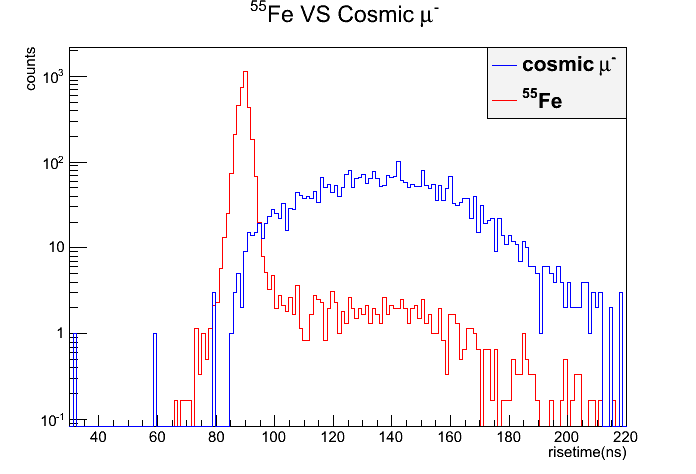 ⁵⁵Fe VS Cosmic μ⁻
counts
cosmic μ⁻
⁵⁵Fe
10³
10²
10
1
10⁻¹
40 60 80 100 120 140 160 180 200 220
risetime(ns)